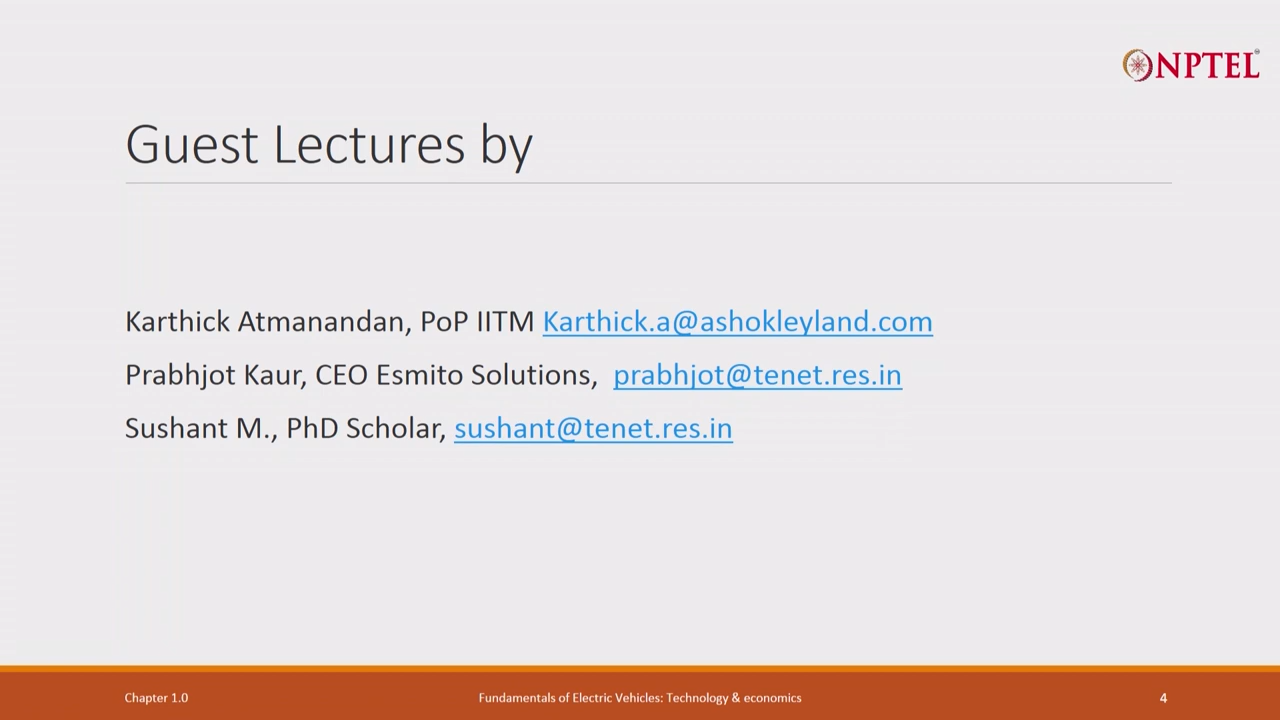 NPTEL
Guest Lectures by
Karthick Atmanandan, PoP IITM Karthick.a@ashokleyland.com
Prabhjot Kaur, CEO Esmito Solutions, prabhjot@tenet.res.in
Sushant M., PhD Scholar, sushant@tenet.res.in
Chapter 1.0 Fundamentals of Electric Vehicles: Technology & economics 4